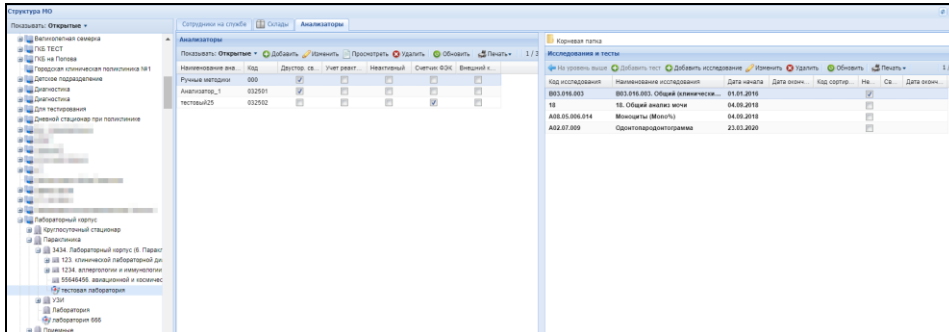 Структура МО
Показывать: Открытые
Великолепная семерка
ГКБ ТЕСТ
ГКБ на Попова
Городская клиническая поликлиника №1
Детское подразделение
Диагностика
Диагностика
Для тестирования
Дневной стационар при поликлинике
Лабораторный корпус
Круглосуточный стационар
Параклиника
3434. Лабораторный корпус (6. Паракл
123. клинической лабораторной ди
1234. аллергологии и иммунологии
55646456. авиационной и космичес
тестовая лаборатория
УЗИ
Лаборатория
лаборатория 666
Приемные
Сотрудники на службе Склады Анализаторы
Анализаторы
Показывать: Открытые Добавить Изменить Просмотреть Удалить Обновить Печать 1 / 3
Наименование ана... Код Двустор. св... Учет реакт... Неактивный Счетчик ФЭК Внешний к...
Ручные методики 000
Анализатор_1 032501
тестовый25 032502
Корневая папка
Исследования и тесты
На уровень выше Добавить тест Добавить исследование Изменить Удалить Обновить Печать
Код исследования Наименование исследования Дата начала Дата оконч... Код сортир... На... Св... Дата оконч...
B03.016.003 B03.016.003. Общий (клинически... 01.01.2016
18 18. Общий анализ мочи 04.09.2018
A08.05.006.014 Моноциты (Mono%) 04.09.2018
A02.07.009 Одонтопародонтограмма 23.03.2020